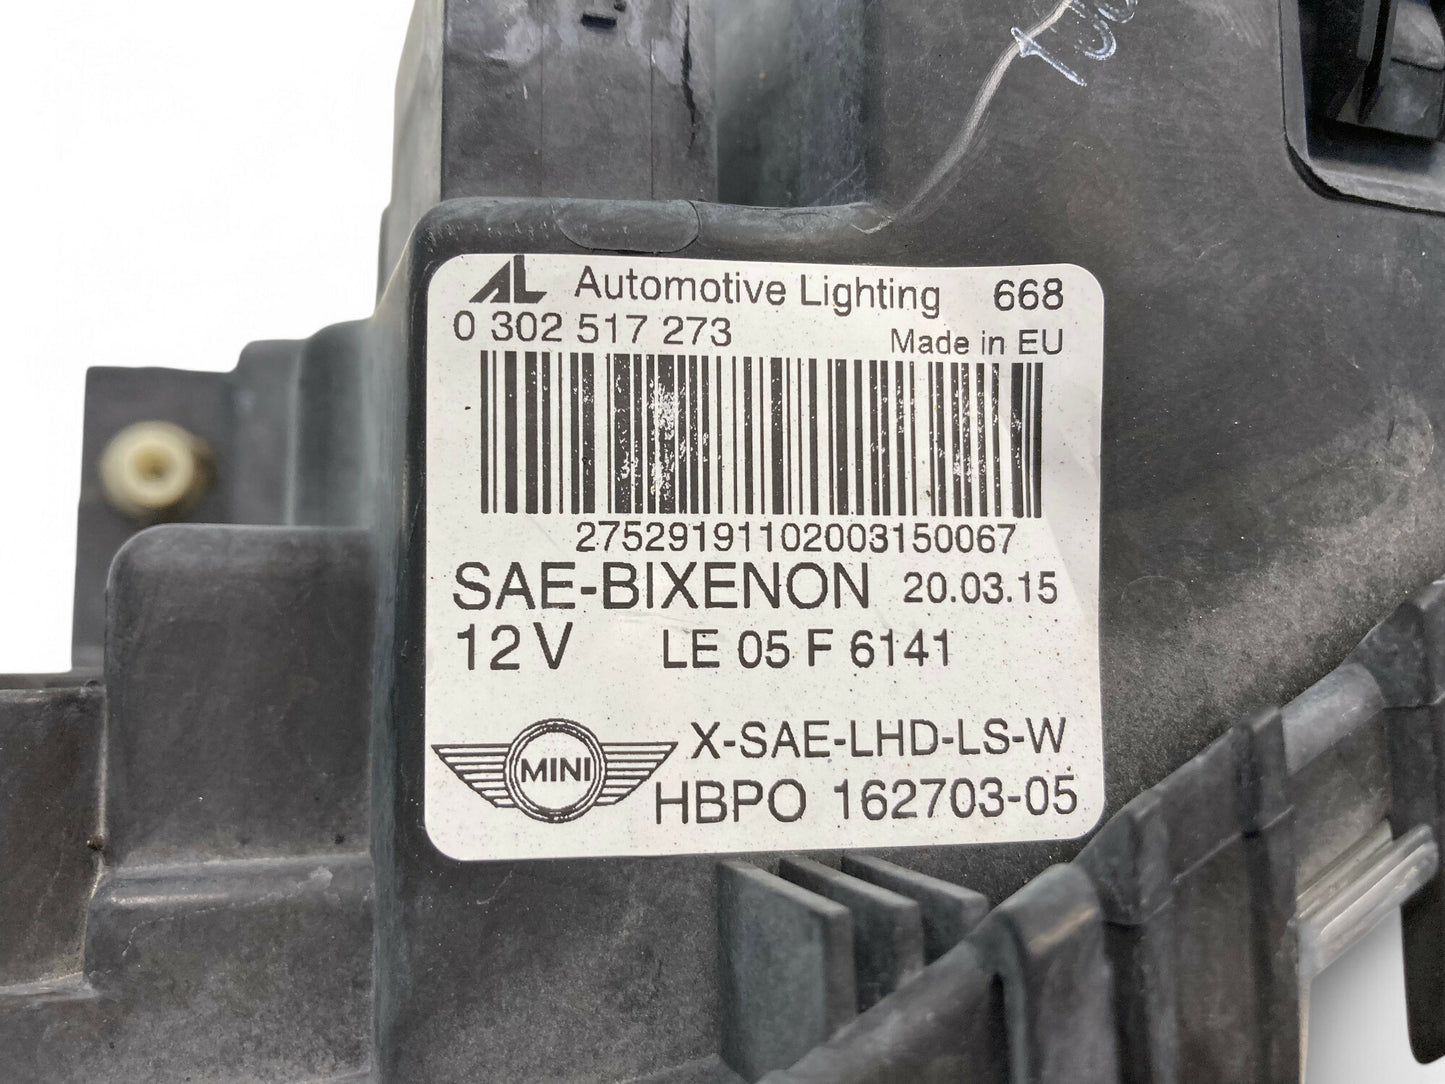 AL Automotive Lighting 668
0 302 517 273 Made in EU
27529191102003150067
SAE-BIXENON 20.03.15
12V LE 05 F 6141
X-SAE-LHD-LS-W
MINI
HBPO 162703-05